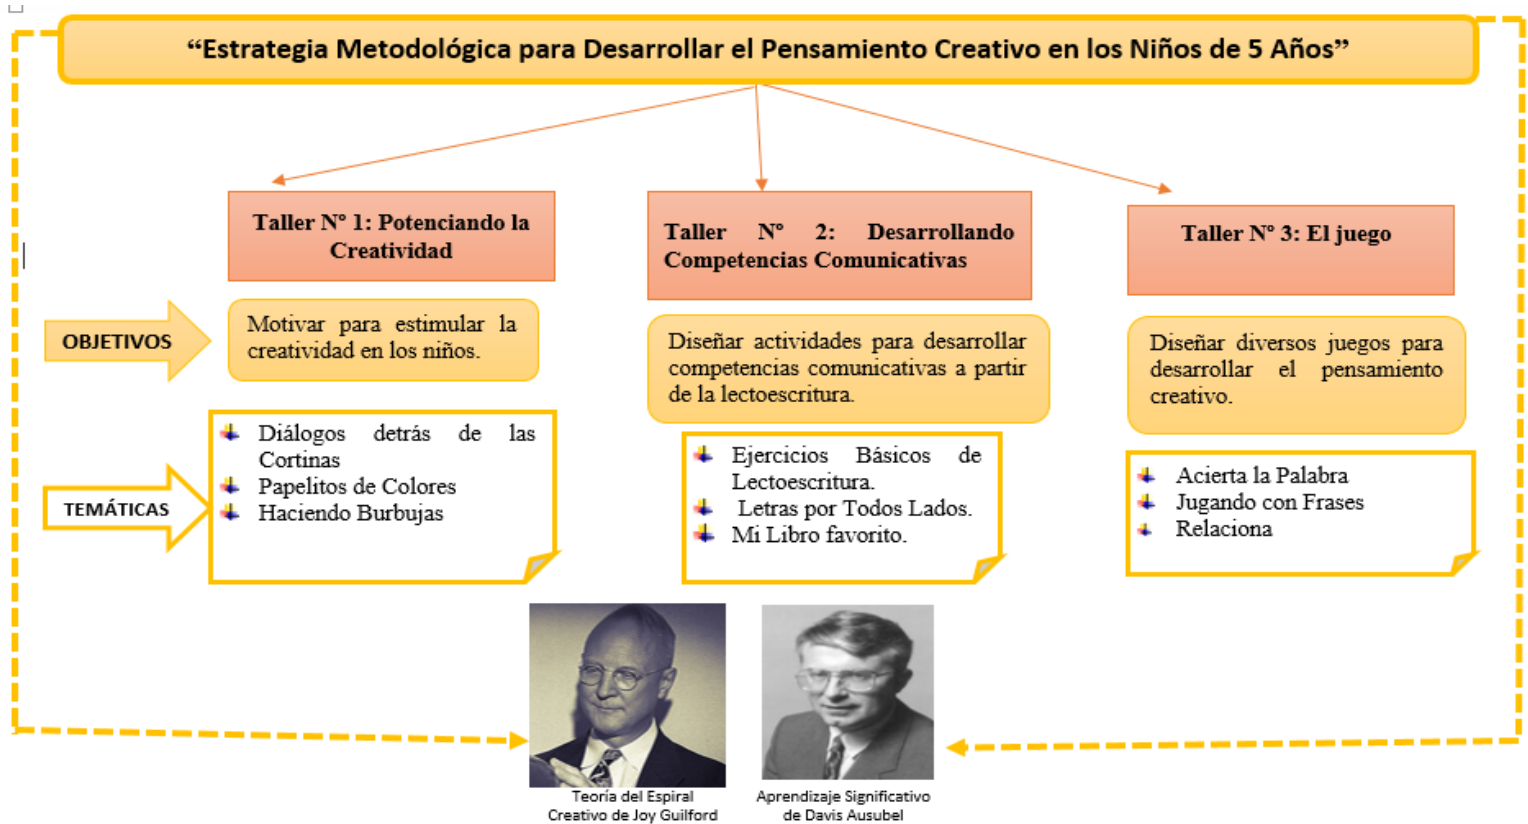 “Estrategia Metodológica para Desarrollar el Pensamiento Creativo en los Niños de 5 Años”
Taller Nº 1: Potenciando la
Creatividad
Taller Nº 2: Desarrollando
Competencias Comunicativas
Taller Nº 3: El juego
OBJETIVOS
Motivar para estimular la
creatividad en los niños.
Diseñar actividades para desarrollar
competencias comunicativas a partir
de la lectoescritura.
Diseñar diversos juegos para
desarrollar el pensamiento
creativo.
TEMÁTICAS
Diálogos detrás de las
Cortinas
Papelitos de Colores
Haciendo Burbujas
Ejercicios Básicos de
Lectoescritura.
Letras por Todos Lados.
Mi Libro favorito.
Acierta la Palabra
Jugando con Frases
Relaciona
Teoría del Espiral
Creativo de Joy Guilford
Aprendizaje Significativo
de Davis Ausubel